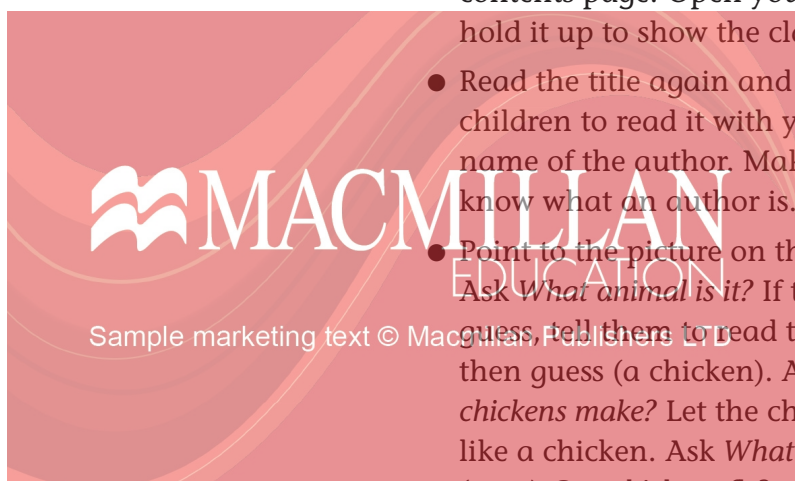 hold it up to show the cl
● Read the title again and
children to read it with y
name of the author. Mak
know what an author is.
● Point to the picture on th
Ask What animal is it? If t
guess, tell them to read t
then guess (a chicken). A
chickens make? Let the ch
like a chicken. Ask What
MACMILLAN
EDUCATION
Sample marketing text © Macmillan Publishers LTD